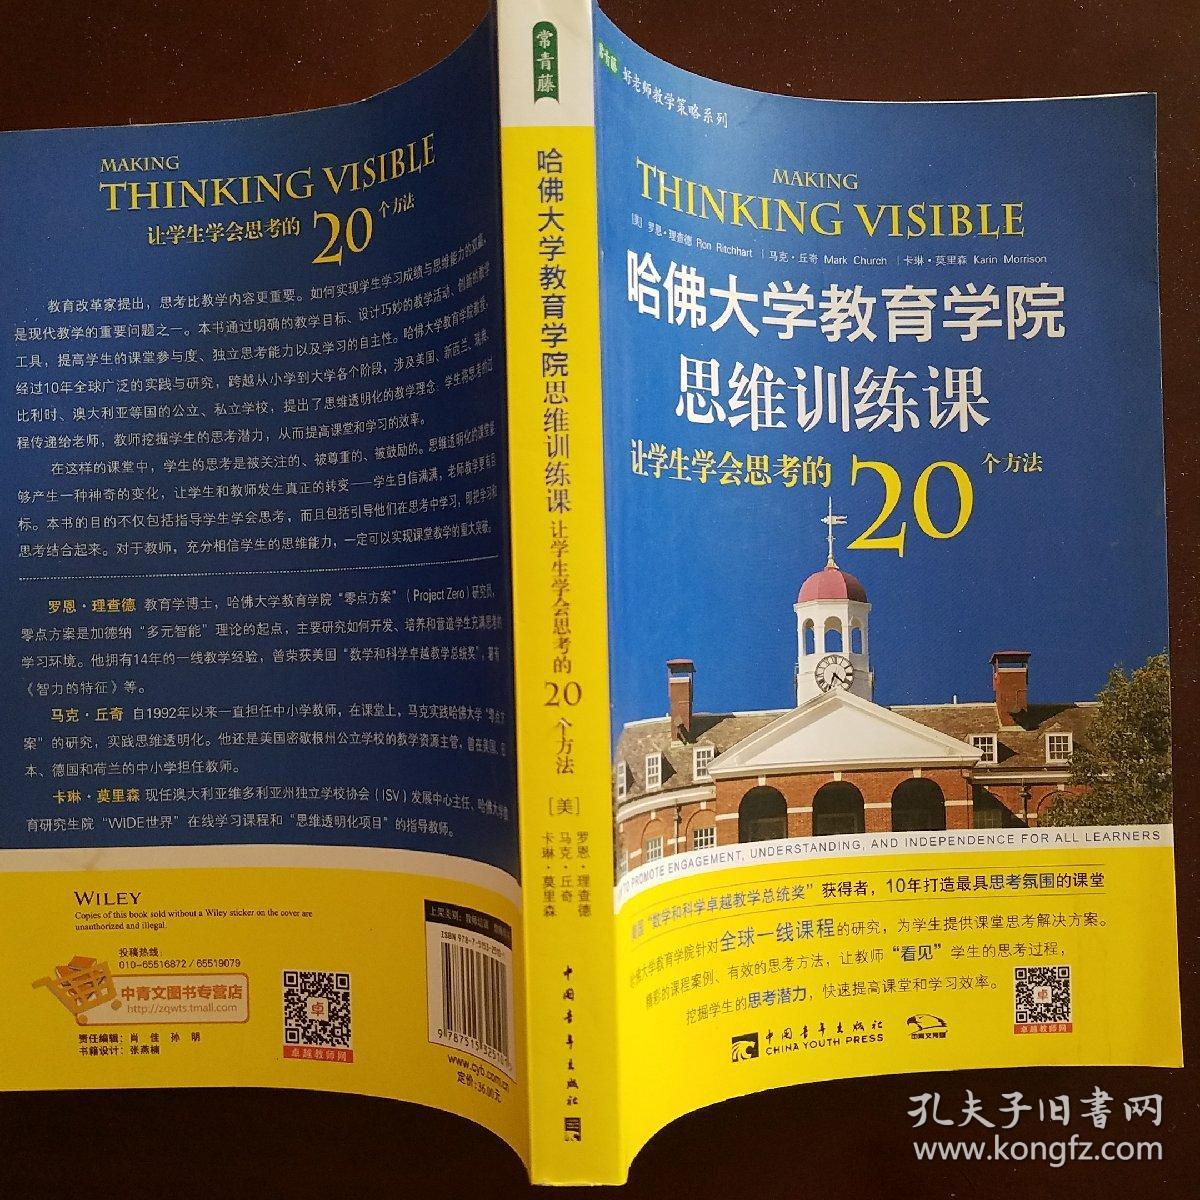 MAKING
THINKING VISIBLE
让学生学会思考的20个方法
教育改革家提出，思考比教学内容更重要。如何实现学生学习成绩与思维能力的双赢，
是现代教学的重要问题之一。本书通过明确的教学目标、设计巧妙的教学活动、创新的教学
工具，提高学生的课堂参与度、独立思考能力以及学习的自主性。哈佛大学教育学院教授，
经过10年全球广泛的实践与研究，跨越从小学到大学各个阶段，涉及美国、新西兰、瑞典、
比利时、澳大利亚等国的公立、私立学校，提出了思维透明化的教学理念：学生将思考的过
程传递给老师，教师挖掘学生的思考潜力，从而提高课堂和学习的效率。
在这样的课堂中，学生的思考是被关注的、被尊重的、被鼓励的。思维透明化的课堂能
够产生一种神奇的变化，让学生和教师发生真正的转变——学生自信满满，老师教学更有目
标。本书的目的不仅包括指导学生学会思考，而且包括引导他们在思考中学习，即把学习和
思考结合起来。对于教师，充分相信学生的思维能力，一定可以实现课堂教学的重大突破。
罗恩·理查德 教育学博士，哈佛大学教育学院“零点方案”（Project Zero）研究员，
零点方案是加德纳“多元智能”理论的起点，主要研究如何开发、培养和营造学生充满思考的
学习环境。他拥有14年的一线教学经验，曾荣获美国“数学和科学卓越教学总统奖”，著有
《智力的特征》等。
马克·丘奇 自1992年以来一直担任中小学教师，在课堂上，马克实践哈佛大学“零点方
案”的研究，实践思维透明化。他还是美国密歇根州公立学校的教学资源主管，曾在美国、日
本、德国和荷兰的中小学担任教师。
卡琳·莫里森 现任澳大利亚维多利亚州独立学校协会（ISV）发展中心主任、哈佛大学教
育研究生院“WIDE世界”在线学习课程和“思维透明化项目”的指导教师。
WILEY
Copies of this book sold without a Wiley sticker on the cover are
unauthorized and illegal.
投稿热线：
010-65516872 / 65519079
中青文图书专营店
http://zqwts.tmall.com
责任编辑：肖 佳 孙 明
书籍设计：张燕楠
卓
卓越教师网
上架类别：教师培训
ISBN 978-7-5153-
9 787515
www.cyb.com.cn
定价：36.00元
常青藤
哈佛大学教育学院思维训练课
让学生学会思考的20个方法
[美]
罗恩·理查德
马克·丘奇
卡琳·莫里森
中国青年出版社
常青藤 好老师教学策略系列
MAKING
THINKING VISIBLE
[美] 罗恩·理查德 Ron Ritchhart | 马克·丘奇 Mark Church | 卡琳·莫里森 Karin Morrison
哈佛大学教育学院
思维训练课
让学生学会思考的20个方法
TO PROMOTE ENGAGEMENT, UNDERSTANDING, AND INDEPENDENCE FOR ALL LEARNERS
美国“数学和科学卓越教学总统奖”获得者，10年打造最具思考氛围的课堂
哈佛大学教育学院针对全球一线课程的研究，为学生提供课堂思考解决方案。
精彩的课程案例、有效的思考方法，让教师“看见”学生的思考过程，
挖掘学生的思考潜力，快速提高课堂和学习效率。
中国青年出版社
CHINA YOUTH PRESS
中青文传媒
卓
卓越教师网
孔夫子旧书网
www.kongfz.com